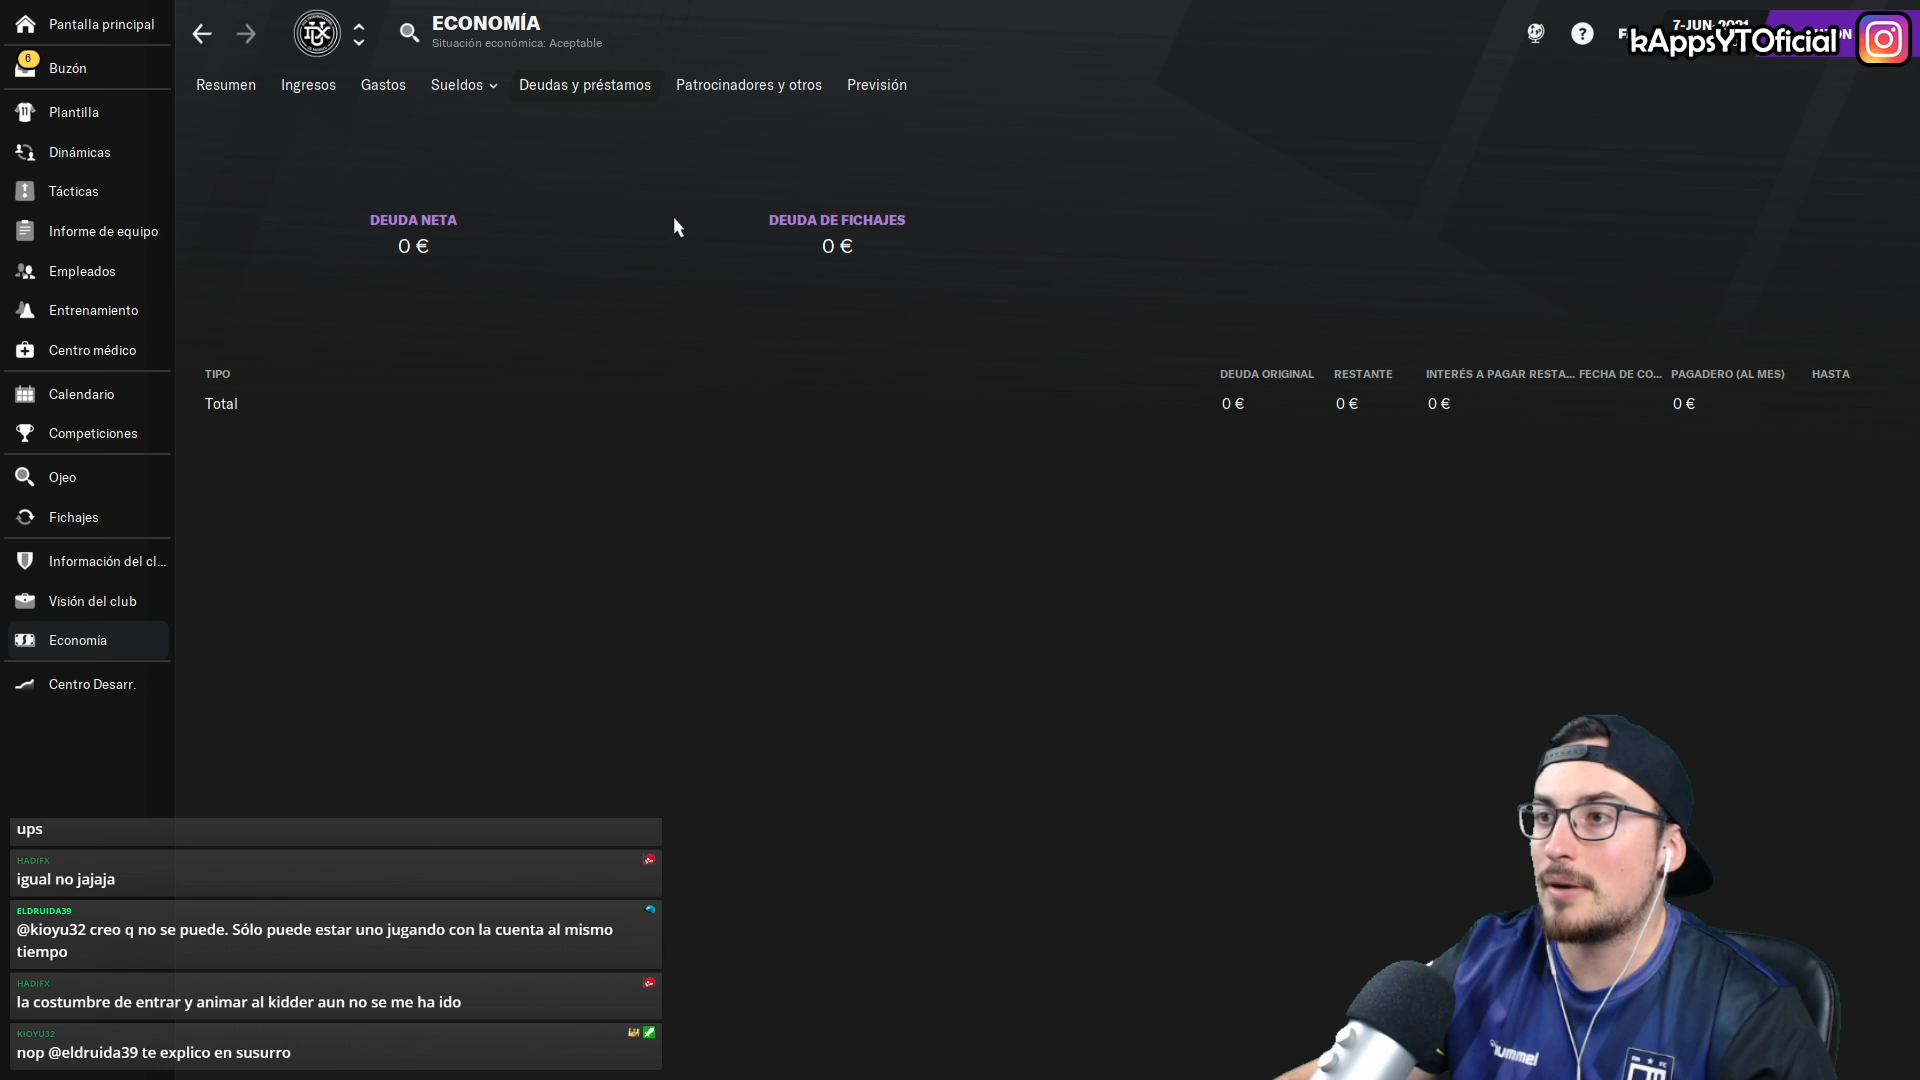 Pantalla principal
6
Buzón
Plantilla
Dinámicas
Tácticas
Informe de equipo
Empleados
Entrenamiento
Centro médico
Calendario
Competiciones
Ojeo
Fichajes
Información del cl...
Visión del club
Economía
Centro Desarr.
ECONOMÍA
Situación económica: Aceptable
7-JUN-2021
kAppsYTOficial
Resumen
Ingresos
Gastos
Sueldos
Deudas y préstamos
Patrocinadores y otros
Previsión
DEUDA NETA
0 €
DEUDA DE FICHAJES
0 €
TIPO
DEUDA ORIGINAL
RESTANTE
INTERÉS A PAGAR RESTA...
FECHA DE CO...
PAGADERO (AL MES)
HASTA
Total
0 €
0 €
0 €
0 €
ups
HADIFX
igual no jajaja
ELDRUIDA39
@kioyu32 creo q no se puede. Sólo puede estar uno jugando con la cuenta al mismo
tiempo
HADIFX
la costumbre de entrar y animar al kidder aun no se me ha ido
KIOYU32
nop @eldruida39 te explico en susurro
hummel